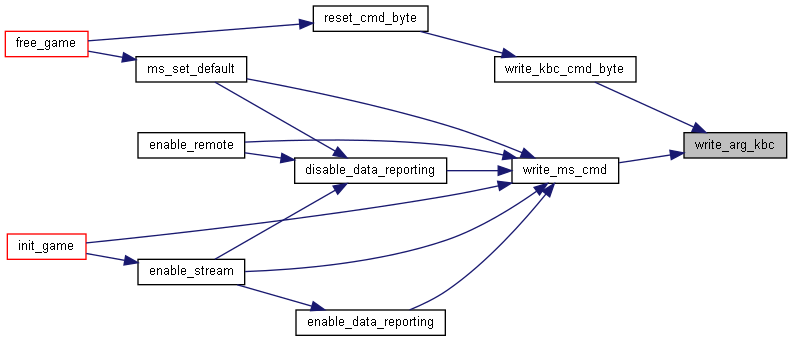 reset_cmd_byte
free_game
ms_set_default
write_kbc_cmd_byte
enable_remote
write_arg_kbc
disable_data_reporting
write_ms_cmd
init_game
enable_stream
enable_data_reporting